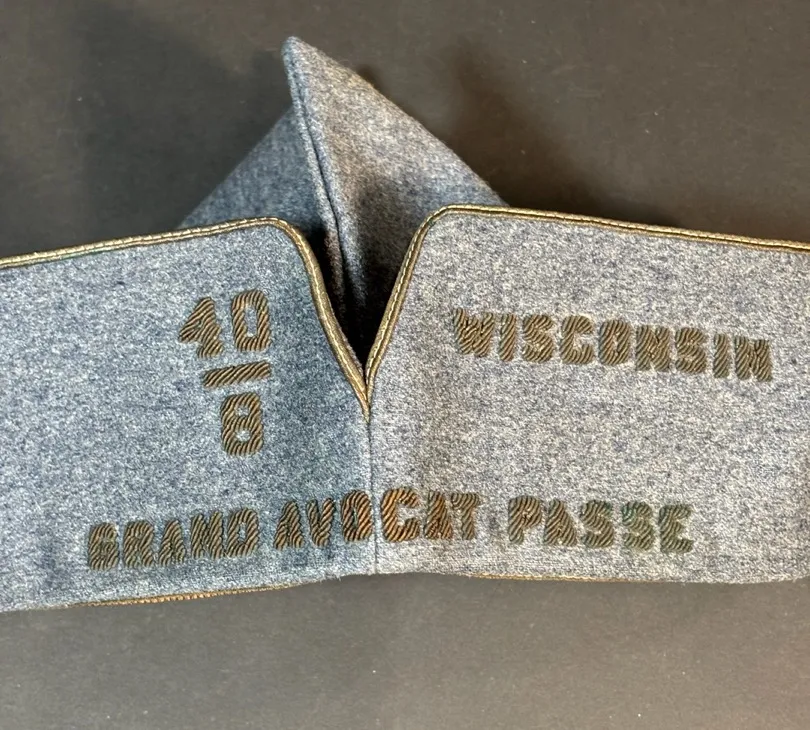 40
8
WISCONSIN
GRAND AVOCAT PASSE